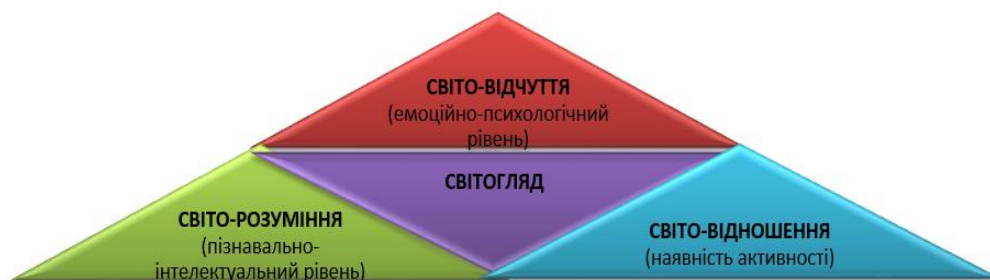 СВІТО-ВІДЧУТТЯ
(емоційно-психологічний
рівень)
СВІТОГЛЯД
СВІТО-РОЗУМІННЯ
(пізнавально-
інтелектуальний рівень)
СВІТО-ВІДНОШЕННЯ
(наявність активності)